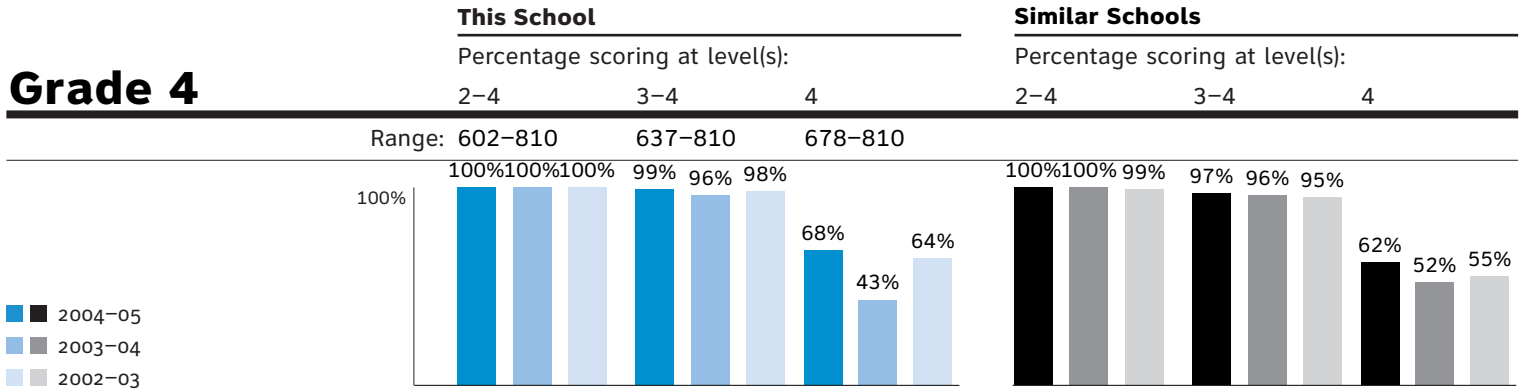 This School Similar Schools
Percentage scoring at level(s): Percentage scoring at level(s):
Grade 4 2–4 3–4 4 2–4 3–4 4
Range: 602–810 637–810 678–810
100% 100% 100% 99% 96% 98% 68% 43% 64% 100% 100% 99% 97% 96% 95% 62% 52% 55%
100%
2004–05
2003–04
2002–03